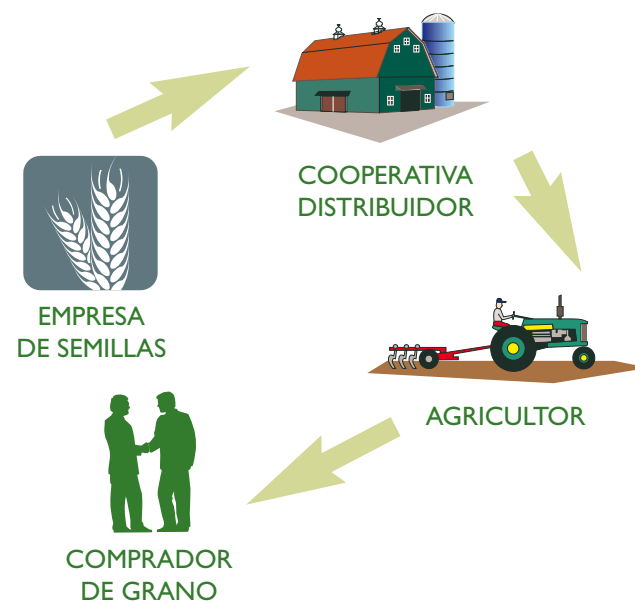 COOPERATIVA
DISTRIBUIDOR
EMPRESA
DE SEMILLAS
AGRICULTOR
COMPRADOR
DE GRANO